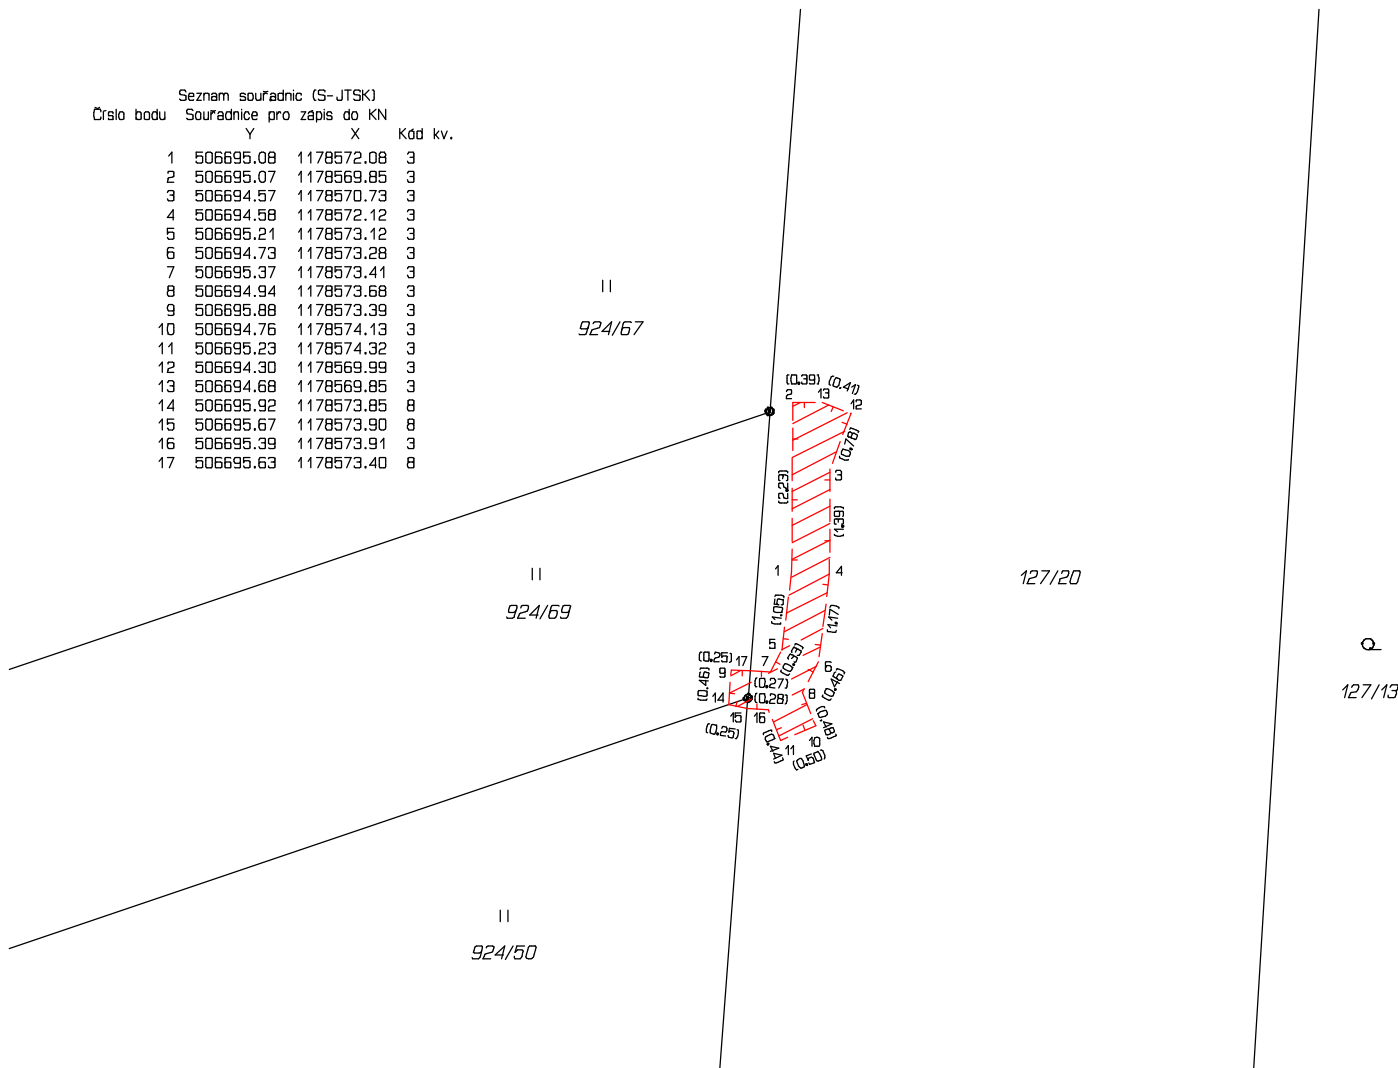 Seznam souřadnic (S-JTSK)
Číslo bodu Souřadnice pro zápis do KN
Y X Kód kv.
1 506695.08 1178572.08 3
2 506695.07 1178569.85 3
3 506694.57 1178570.73 3
4 506694.58 1178572.12 3
5 506695.21 1178573.12 3
6 506694.73 1178573.28 3
7 506695.37 1178573.41 3
8 506694.94 1178573.68 3
9 506695.88 1178573.39 3
10 506694.76 1178574.13 3
11 506695.23 1178574.32 3
12 506694.30 1178569.99 3
13 506694.68 1178569.85 3
14 506695.92 1178573.85 8
15 506695.67 1178573.90 8
16 506695.39 1178573.91 3
17 506695.63 1178573.40 8
924/67
(0.39) (0.41)
2 13 12
(0.78)
3
(2.23)
(1.39)
1 4
127/20
924/69
(1.05) (1.17)
5
(0.25) 17 7 (0.33) 6
9
(0.46) (0.27) (0.46)
14 (0.28) 8
15 16 (0.48)
(0.25) (0.44) 11 10
(0.50)
127/13
924/50